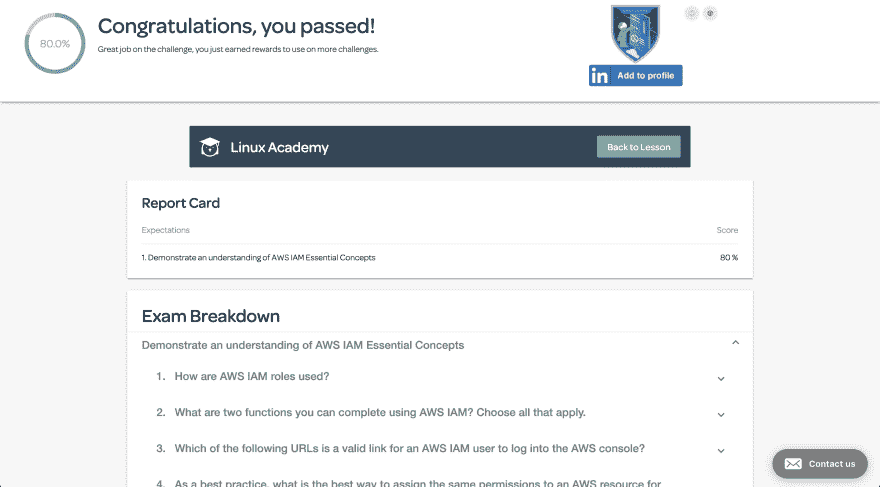 80.0%
Congratulations, you passed!
Great job on the challenge, you just earned rewards to use on more challenges.
in Add to profile
Linux Academy
Back to Lesson
Report Card
Expectations
Score
1. Demonstrate an understanding of AWS IAM Essential Concepts
80 %
Exam Breakdown
Demonstrate an understanding of AWS IAM Essential Concepts
1. How are AWS IAM roles used?
2. What are two functions you can complete using AWS IAM? Choose all that apply.
3. Which of the following URLs is a valid link for an AWS IAM user to log into the AWS console?
4. As a best practice, what is the best way to assign the same permissions to an AWS resource for
Contact us